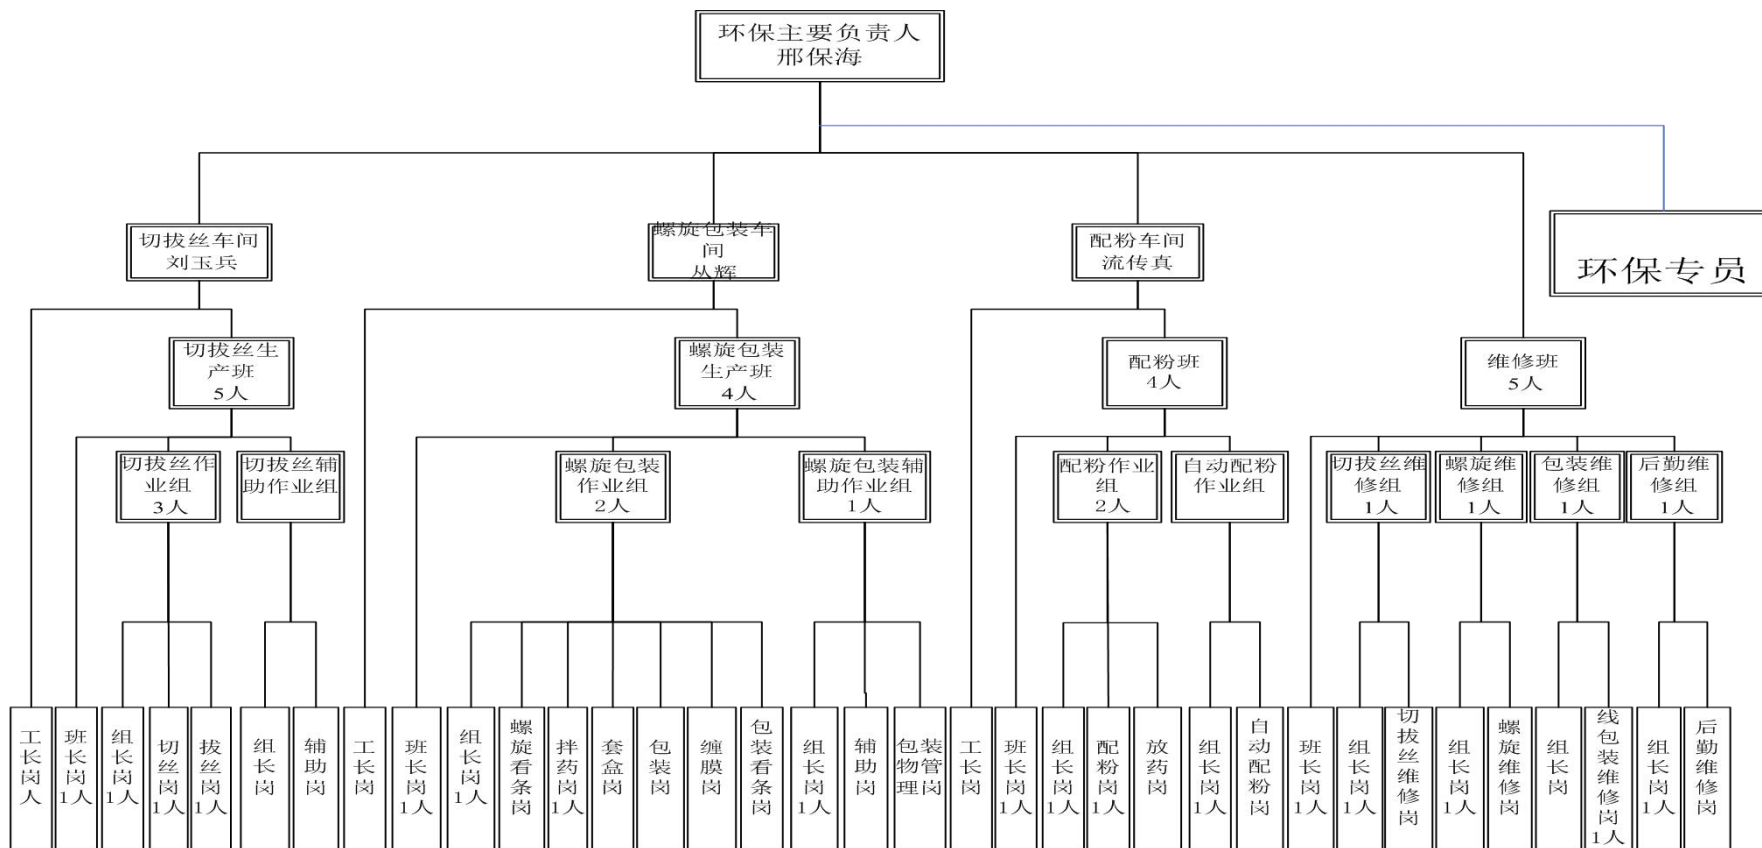 环保主要负责人
邢保海
切拔丝车间
刘玉兵
螺旋包装车
间
丛辉
配粉车间
流传真
环保专员
切拔丝生
产班
5人
螺旋包装
生产班
4人
配粉班
4人
维修班
5人
切拔丝作
业组
3人
切拔丝辅
助作业组
螺旋包装
作业组
2人
螺旋包装辅
助作业组
1人
配粉作业
组
2人
自动配粉
作业组
切拔丝维
修组
1人
螺旋维
修组
1人
包装维
修组
1人
后勤维
修组
1人
工长岗人
班长岗1人
组长岗1人
切丝岗1人
拔丝岗1人
组长岗
辅助岗
工长岗
班长岗1人
组长岗1人
螺旋看条岗
拌药岗1人
套盒岗
包装岗
缠膜岗
包装看条岗
组长岗1人
辅助岗
包装物管理岗
工长岗
班长岗1人
组长岗1人
配粉岗1人
放药岗
组长岗1人
自动配粉岗
班长岗1人
组长岗1人
切拔丝维修岗
组长岗1人
螺旋维修岗
组长岗
线包装维修岗1人
组长岗1人
后勤维修岗